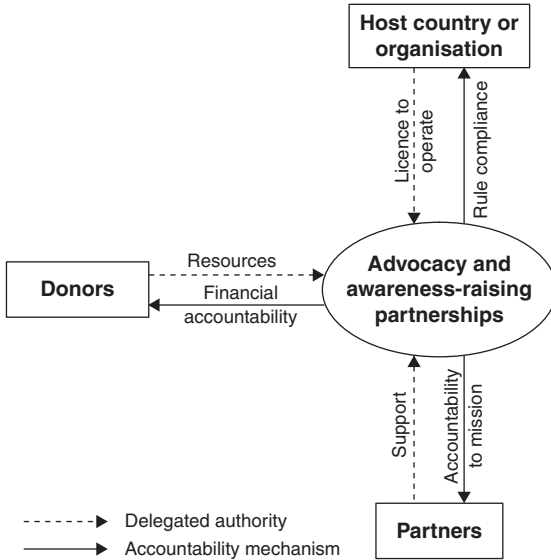 Host country or
organisation
Licence to
operate
Rule compliance
Resources
Donors
Financial
accountability
Advocacy and
awareness-raising
partnerships
Support
Accountability
to mission
Delegated authority
Accountability mechanism
Partners